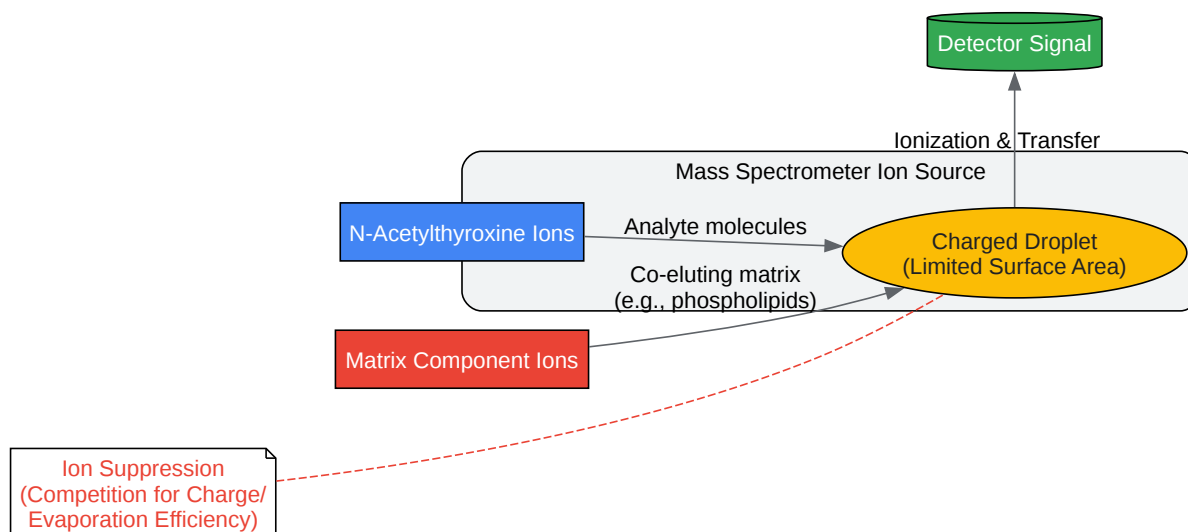 Detector Signal
Ionization & Transfer
Mass Spectrometer Ion Source
N-Acetylthyroxine Ions
Analyte molecules
Charged Droplet
(Limited Surface Area)
Co-eluting matrix
(e.g., phospholipids)
Matrix Component Ions
Ion Suppression
(Competition for Charge/
Evaporation Efficiency)